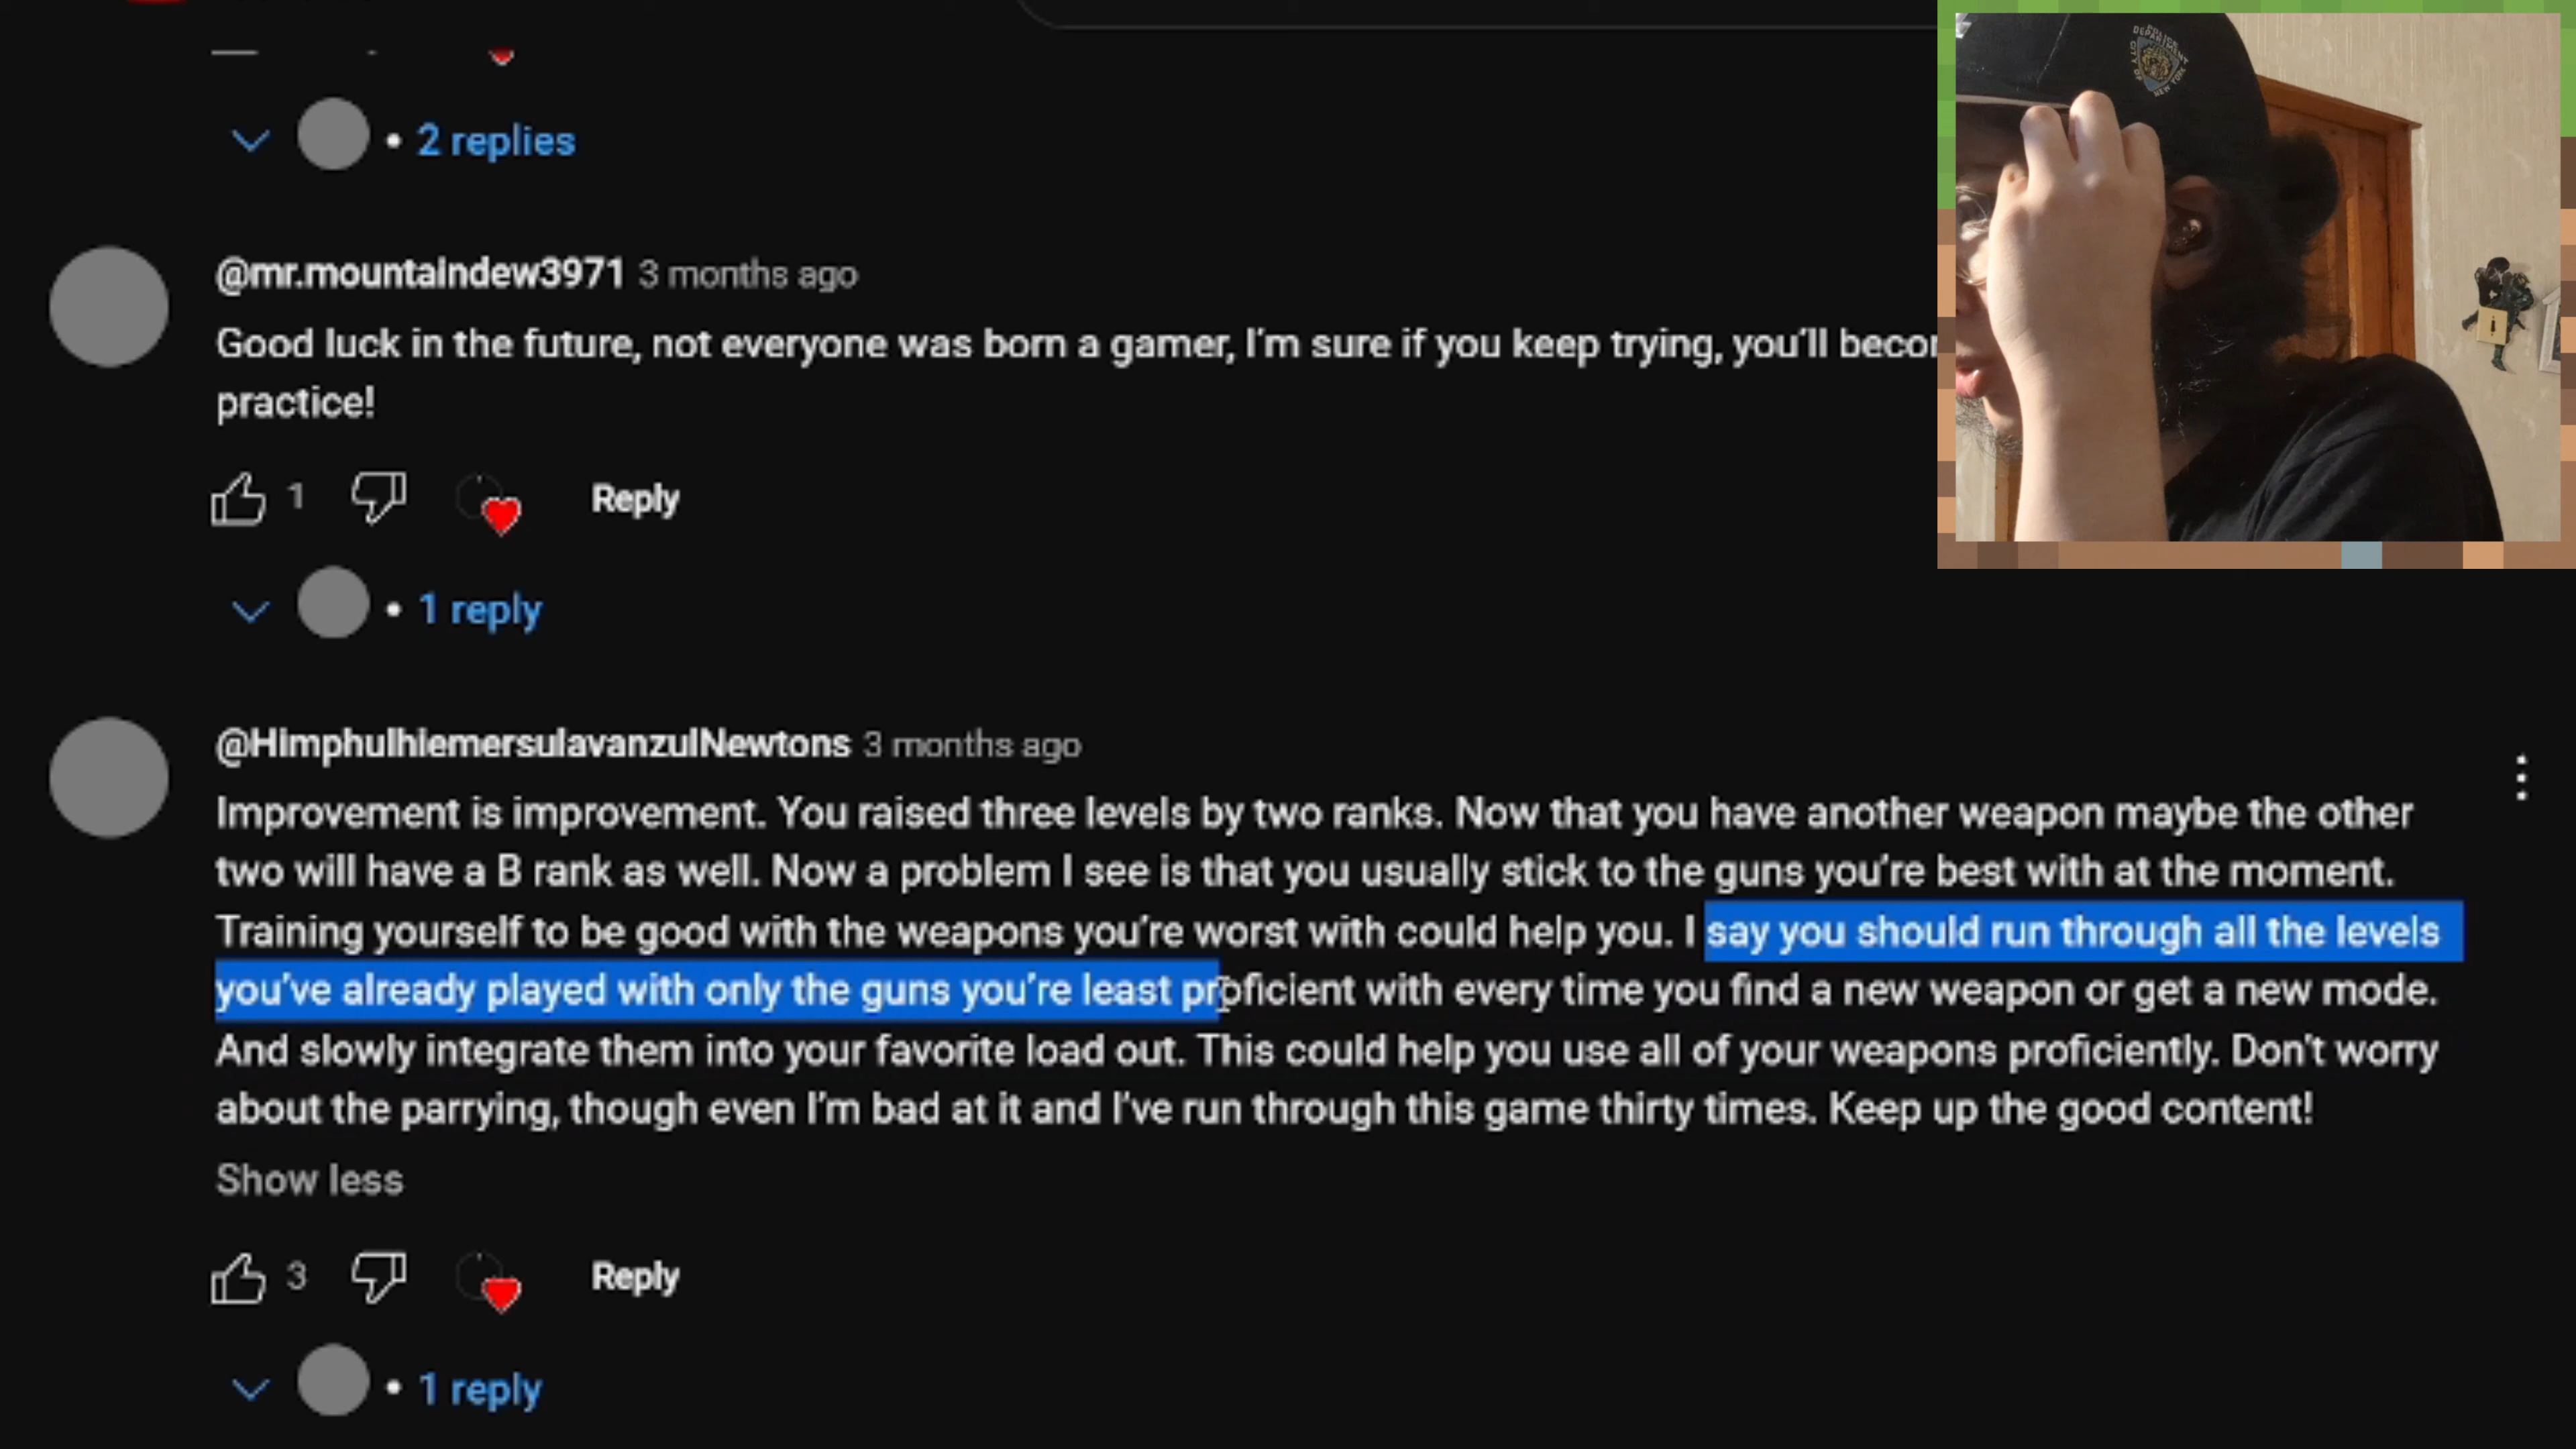 2 replies
@mr.mountaindew3971 3 months ago
Good luck in the future, not everyone was born a gamer, I'm sure if you keep trying, you'll
practice!
1 Reply
1 reply
@HimphulhiemersulavanzulNewtons 3 months ago
Improvement is improvement. You raised three levels by two ranks. Now that you have another weapon maybe the other
two will have a B rank as well. Now a problem I see is that you usually stick to the guns you're best with at the moment.
Training yourself to be good with the weapons you're worst with could help you. I say you should run through all the levels
you've already played with only the guns you're least proficient with every time you find a new weapon or get a new mode.
And slowly integrate them into your favorite load out. This could help you use all of your weapons proficiently. Don't worry
about the parrying, though even I'm bad at it and I've run through this game thirty times. Keep up the good content!
Show less
3 Reply
1 reply
POLICE
DEPARTMENT
CITY OF
NEW YORK